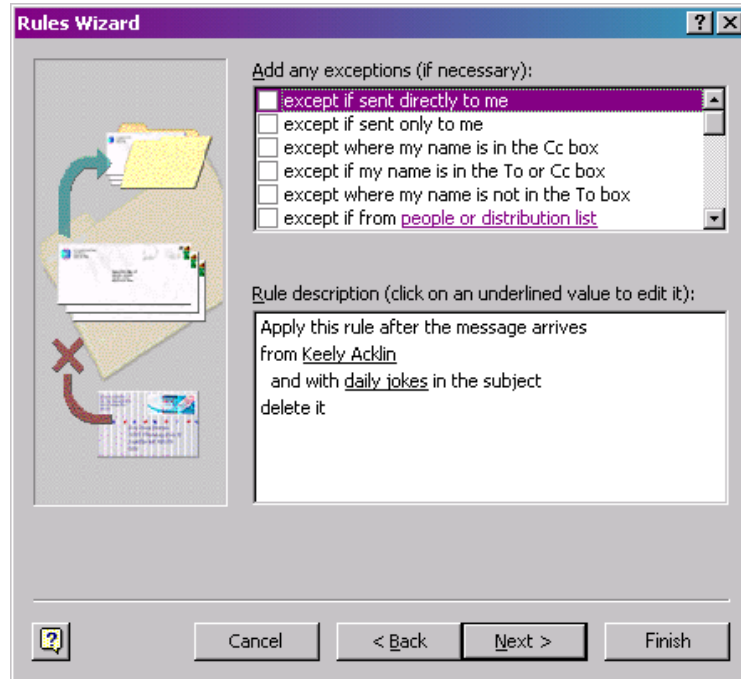 Rules Wizard
Add any exceptions (if necessary):
except if sent directly to me
except if sent only to me
except where my name is in the Cc box
except if my name is in the To or Cc box
except where my name is not in the To box
except if from people or distribution list
Rule description (click on an underlined value to edit it):
Apply this rule after the message arrives
from Keely Acklin
and with daily jokes in the subject
delete it
Cancel
< Back
Next >
Finish